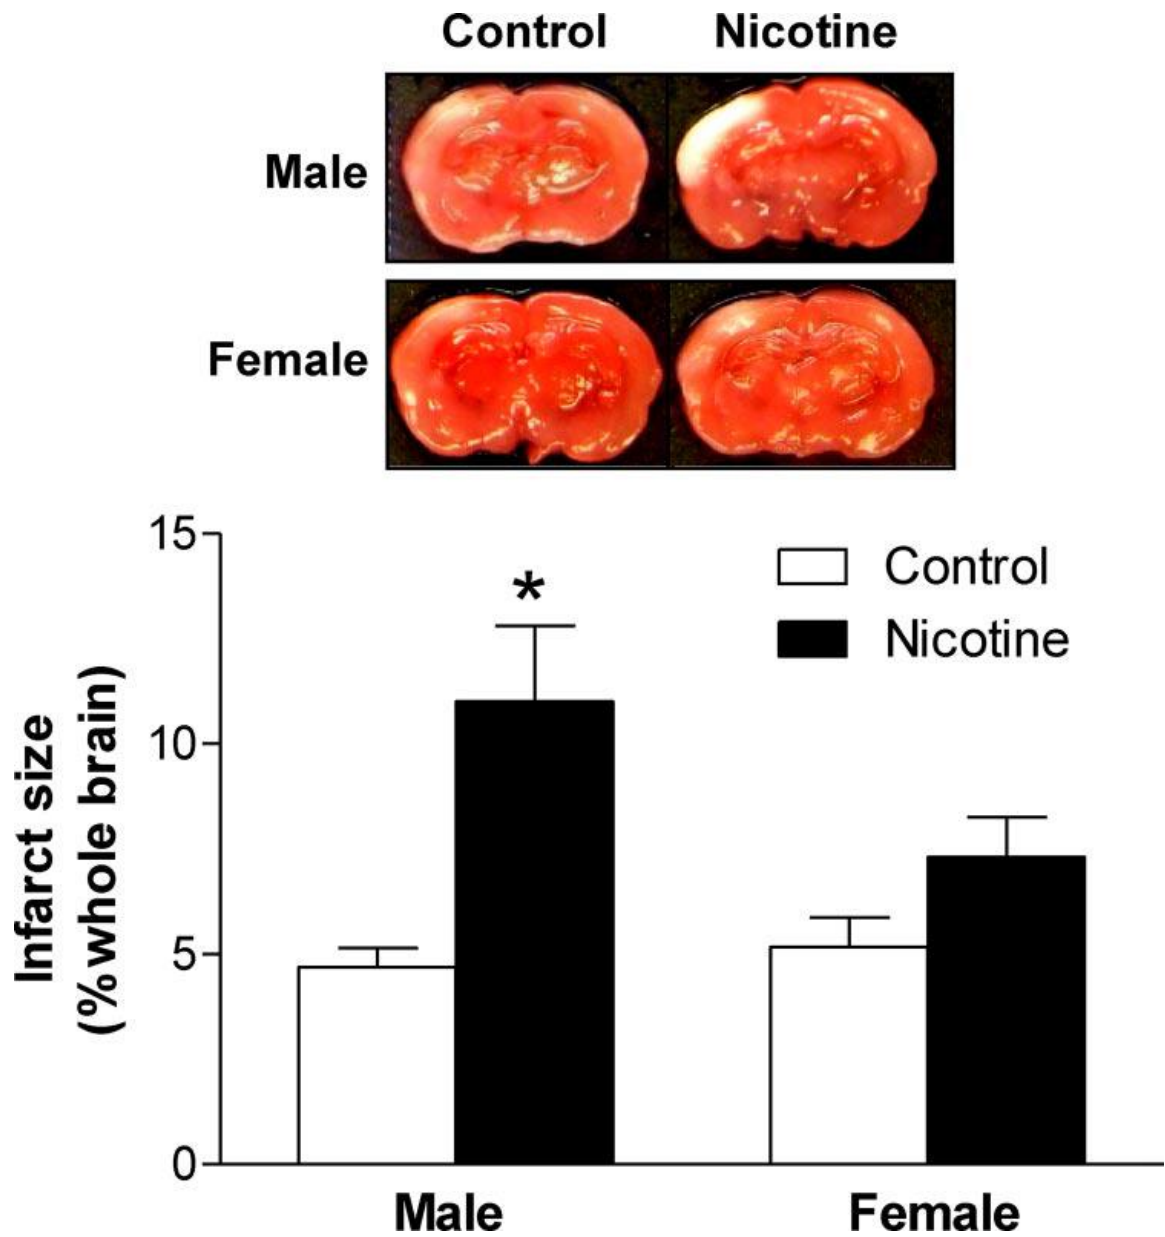 Control Nicotine
Male
Female
15
*
Control
Nicotine
10
5
0
Infarct size
(%whole brain)
Male Female